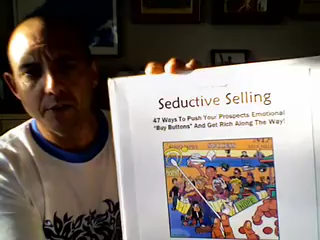 Seductive Selling
47 Ways To Push Your Prospects Emotional
"Buy Buttons" And Get Rich Along The Way!